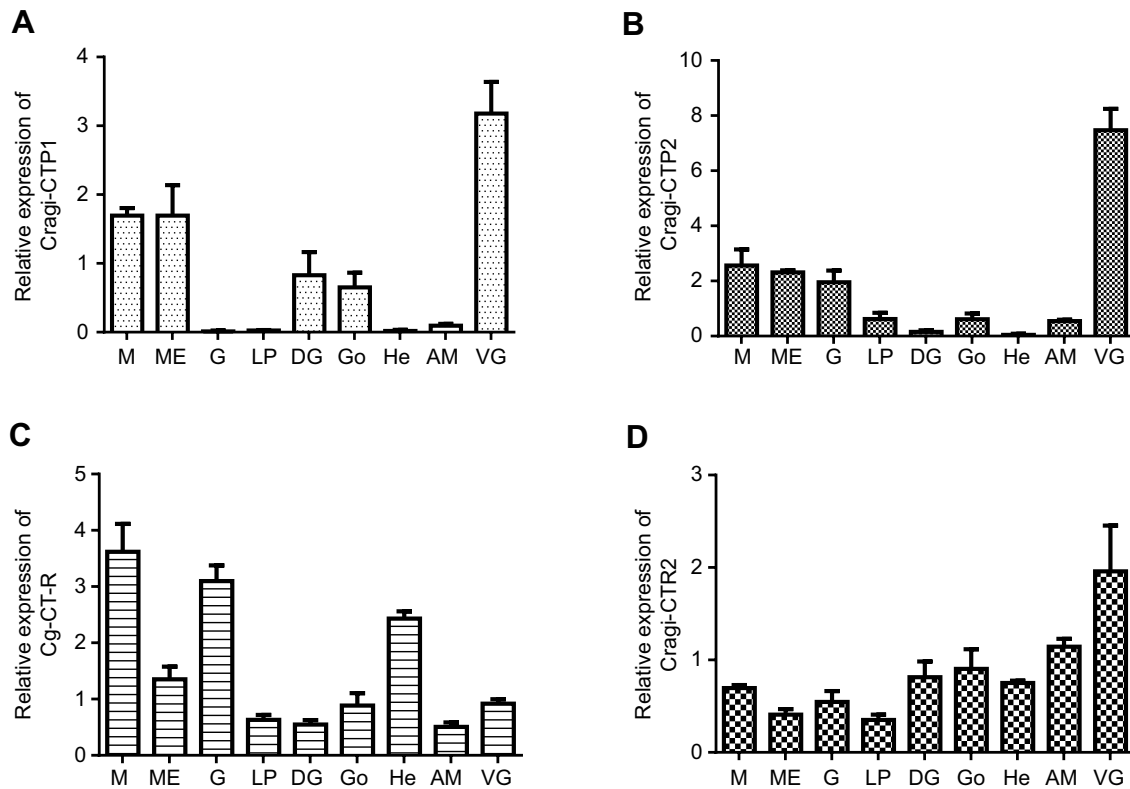 A
Relative expression of
Cragi-CTP1
4
3
2
1
0
M ME G LP DG Go He AM VG
B
Relative expression of
Cragi-CTP2
10
8
6
4
2
0
M ME G LP DG Go He AM VG
C
Relative expression of
Cg-CT-R
5
4
3
2
1
0
M ME G LP DG Go He AM VG
D
Relative expression of
Cragi-CTR2
3
2
1
0
M ME G LP DG Go He AM VG